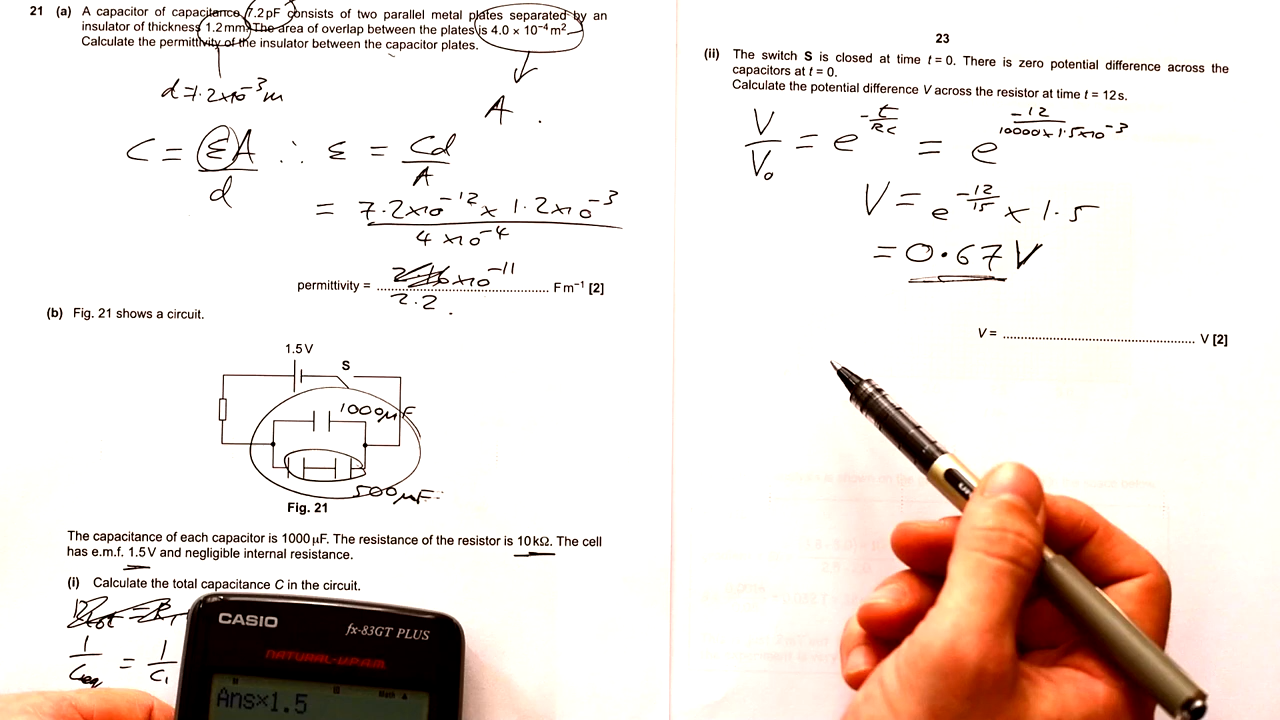 21 (a) A capacitor of capacitance 7.2 pF consists of two parallel metal plates separated by an
insulator of thickness 1.2 mm. The area of overlap between the plates is 4.0 × 10⁻⁴ m².
Calculate the permittivity of the insulator between the capacitor plates.
d=1.2×10⁻³m
A
C = εA/d ∴ ε = Cd/A
= 7.2×10⁻¹² × 1.2×10⁻³ / 4×10⁻⁴
permittivity = 2.2 ×10⁻¹¹ F m⁻¹ [2]
(b) Fig. 21 shows a circuit.
1.5 V
S
1000μF
500μF
Fig. 21
The capacitance of each capacitor is 1000 μF. The resistance of the resistor is 10 kΩ. The cell
has e.m.f. 1.5 V and negligible internal resistance.
(i) Calculate the total capacitance C in the circuit.
1/Ceq = 1/C₁
CASIO
fx-83GT PLUS
NATURAL-V.P.A.M.
Math
Ans×1.5
23
(ii) The switch S is closed at time t = 0. There is zero potential difference across the
capacitors at t = 0.
Calculate the potential difference V across the resistor at time t = 12 s.
V/V₀ = e^(-t/RC) = e^(-12/(10000×1.5×10⁻³))
V = e^(-12/15) × 1.5
= 0.67 V
V = .................................................. V [2]